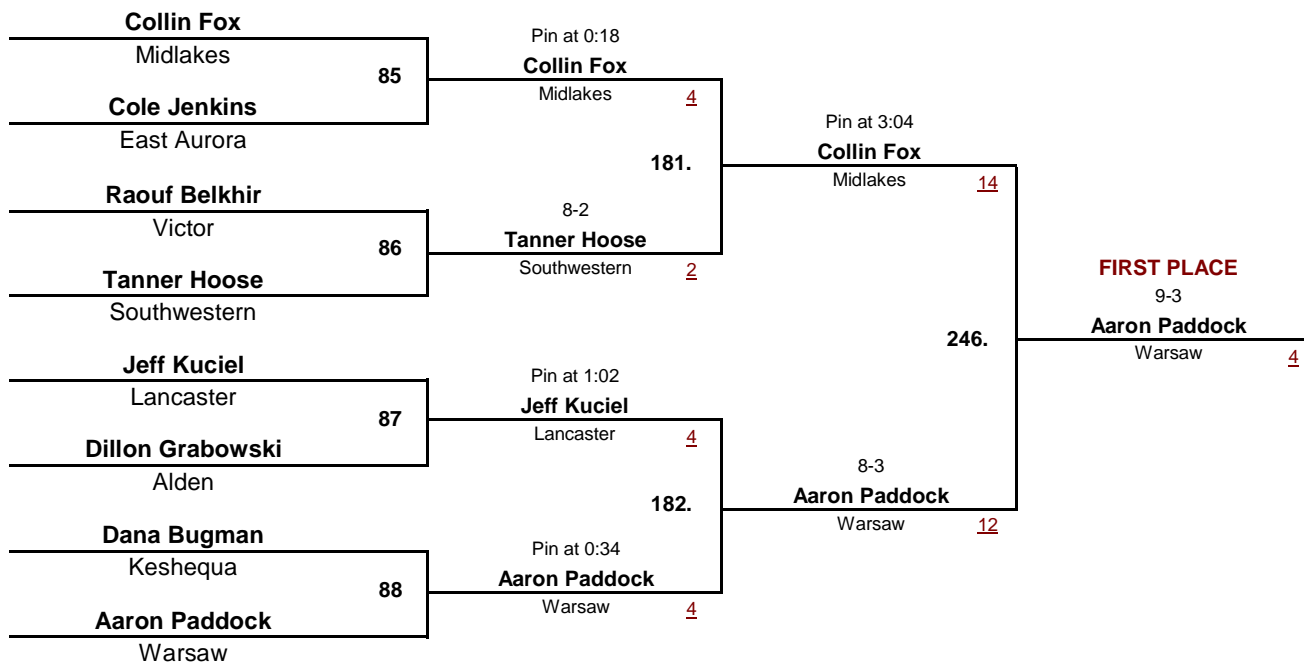 Collin Fox
Midlakes
85
Cole Jenkins
East Aurora
Raouf Belkhir
Victor
86
Tanner Hoose
Southwestern
Jeff Kuciel
Lancaster
87
Dillon Grabowski
Alden
Dana Bugman
Keshequa
88
Aaron Paddock
Warsaw
Pin at 0:18
Collin Fox
Midlakes 4
181.
8-2
Tanner Hoose
Southwestern 2
Pin at 1:02
Jeff Kuciel
Lancaster 4
182.
Pin at 0:34
Aaron Paddock
Warsaw 4
Pin at 3:04
Collin Fox
Midlakes 14
246.
8-3
Aaron Paddock
Warsaw 12
FIRST PLACE
9-3
Aaron Paddock
Warsaw 4